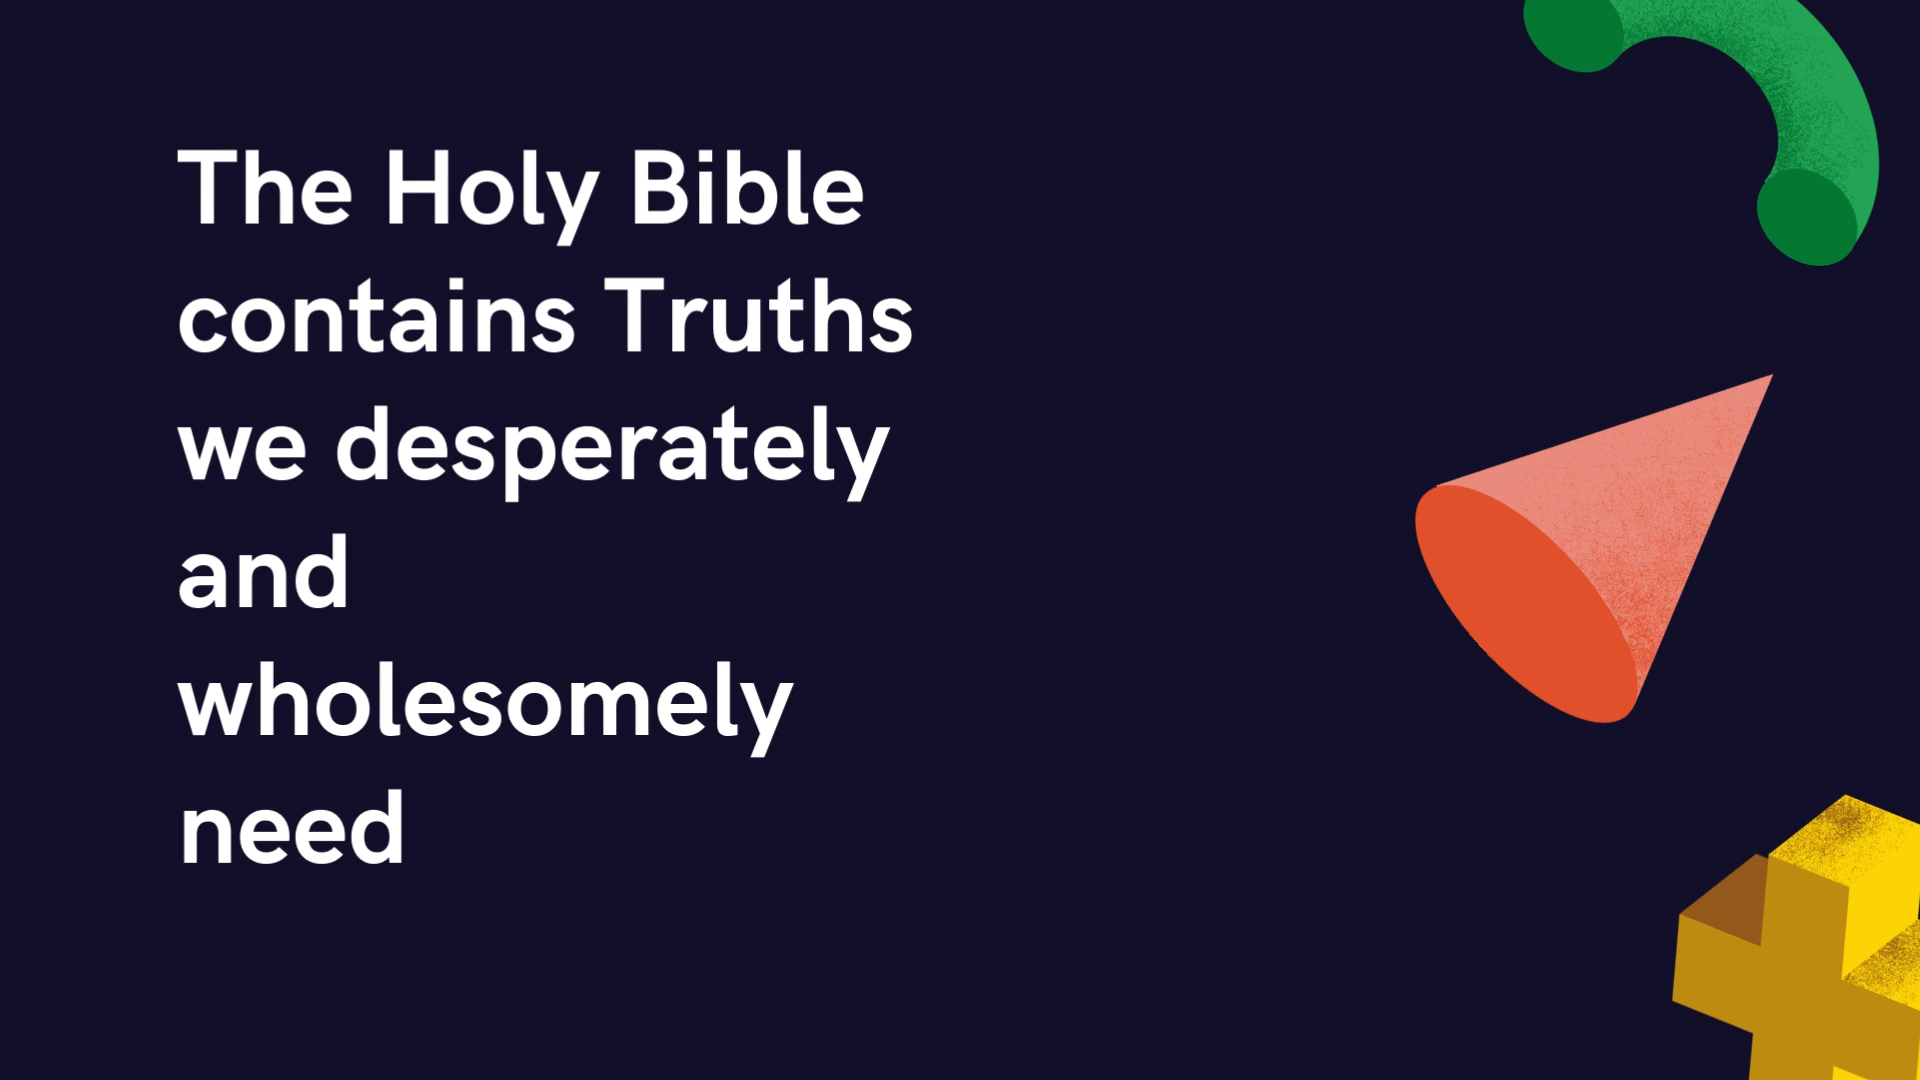 The Holy Bible
contains Truths
we desperately
and
wholesomely
need